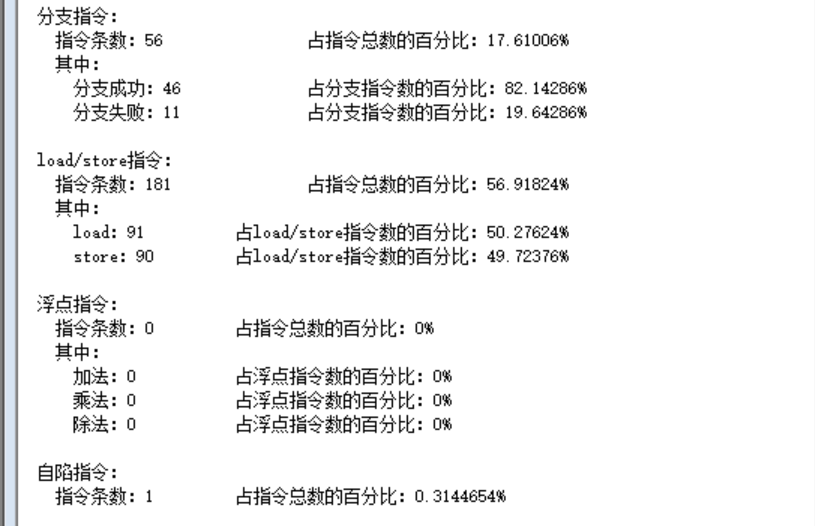 分支指令：
指令条数：56 占指令总数的百分比：17.61006%
其中：
分支成功：46 占分支指令数的百分比：82.14286%
分支失败：11 占分支指令数的百分比：19.64286%
load/store指令：
指令条数：181 占指令总数的百分比：56.91824%
其中：
load：91 占load/store指令数的百分比：50.27624%
store：90 占load/store指令数的百分比：49.72376%
浮点指令：
指令条数：0 占指令总数的百分比：0%
其中：
加法：0 占浮点指令数的百分比：0%
乘法：0 占浮点指令数的百分比：0%
除法：0 占浮点指令数的百分比：0%
自陷指令：
指令条数：1 占指令总数的百分比：0.3144654%